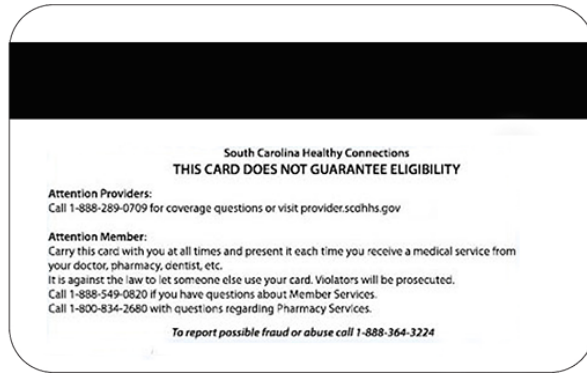 South Carolina Healthy Connections
THIS CARD DOES NOT GUARANTEE ELIGIBILITY
Attention Providers:
Call 1-888-289-0709 for coverage questions or visit provider.scdhhs.gov
Attention Member:
Carry this card with you at all times and present it each time you receive a medical service from
your doctor, pharmacy, dentist, etc.
It is against the law to let someone else use your card. Violators will be prosecuted.
Call 1-888-549-0820 if you have questions about Member Services.
Call 1-800-834-2680 with questions regarding Pharmacy Services.
To report possible fraud or abuse call 1-888-364-3224